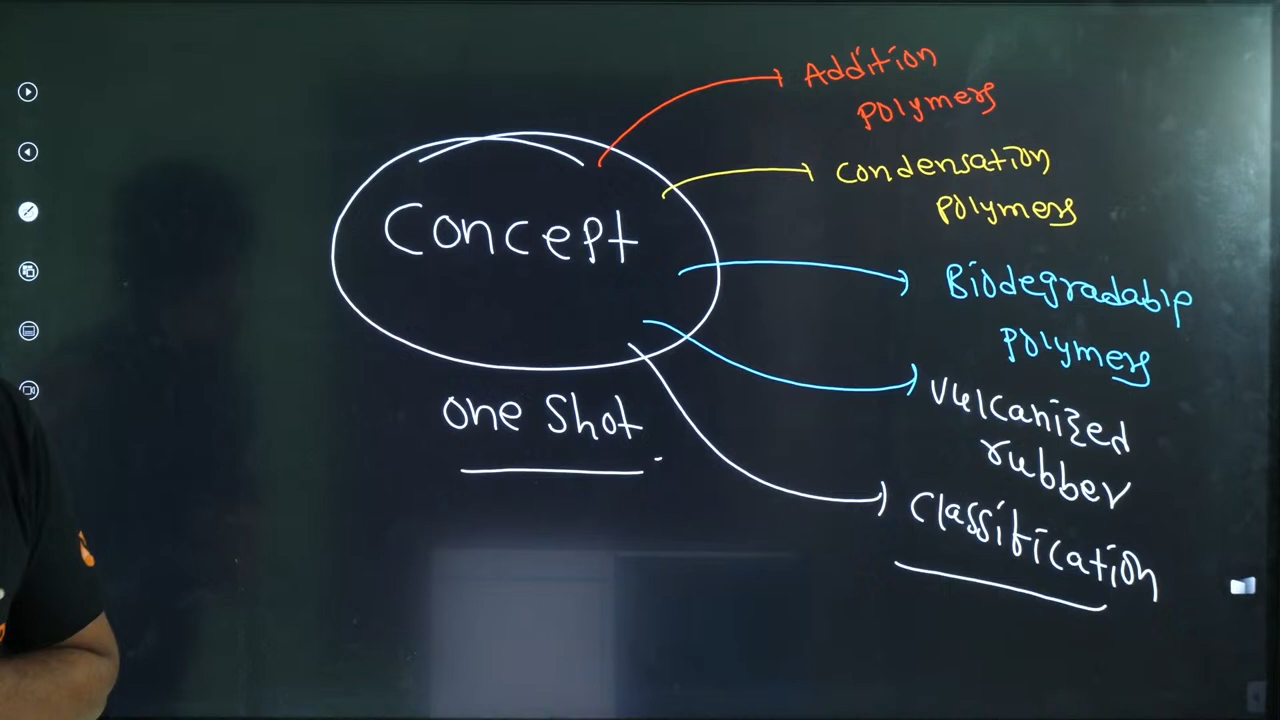 Concept
one Shot
Addition
polymers
Condensation
polymers
Biodegradable
polymers
Vulcanized
rubber
Classification